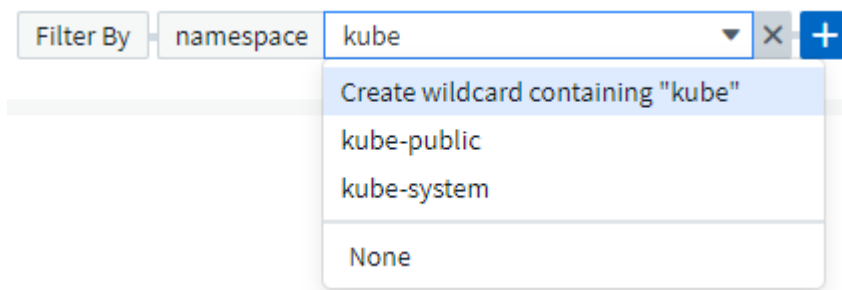 Filter By namespace kube
Create wildcard containing "kube"
kube-public
kube-system
None